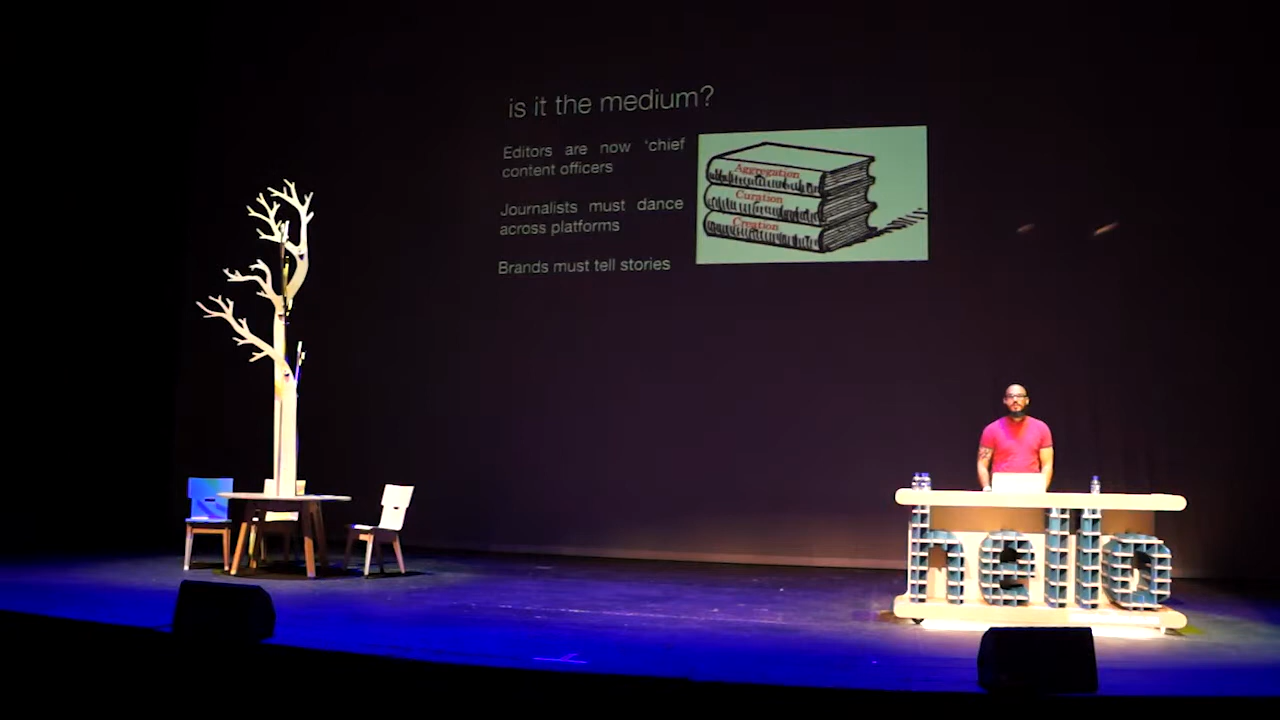 is it the medium?
Editors are now ‘chief
content officers
Journalists must dance
across platforms
Brands must tell stories
Aggregation
Curation
Creation
hello